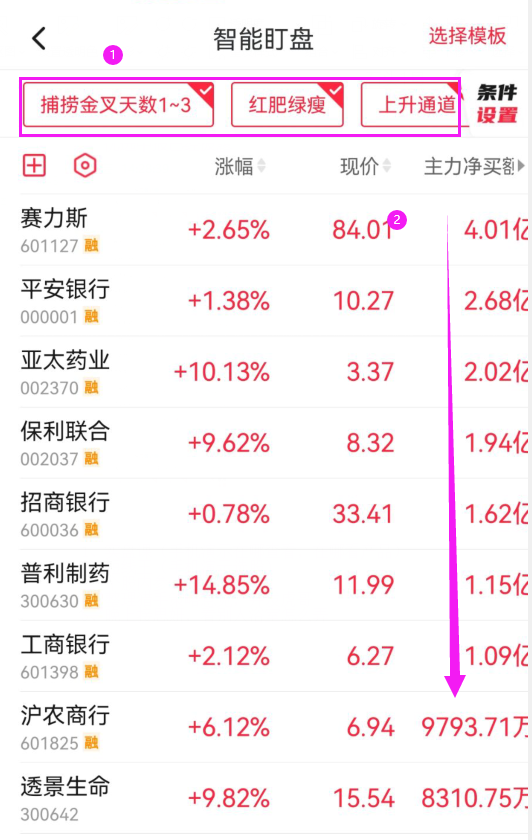 智能盯盘
选择模板
1
捕捞金叉天数1~3 红肥绿瘦 上升通道 条件
设置
涨幅 现价 主力净买额
2
赛力斯 +2.65% 84.01 4.01亿
601127 融
平安银行 +1.38% 10.27 2.68亿
000001 融
亚太药业 +10.13% 3.37 2.02亿
002370 融
保利联合 +9.62% 8.32 1.94亿
002037 融
招商银行 +0.78% 33.41 1.62亿
600036 融
普利制药 +14.85% 11.99 1.15亿
300630 融
工商银行 +2.12% 6.27 1.09亿
601398 融
沪农商行 +6.12% 6.94 9793.71万
601825 融
透景生命 +9.82% 15.54 8310.75万
300642